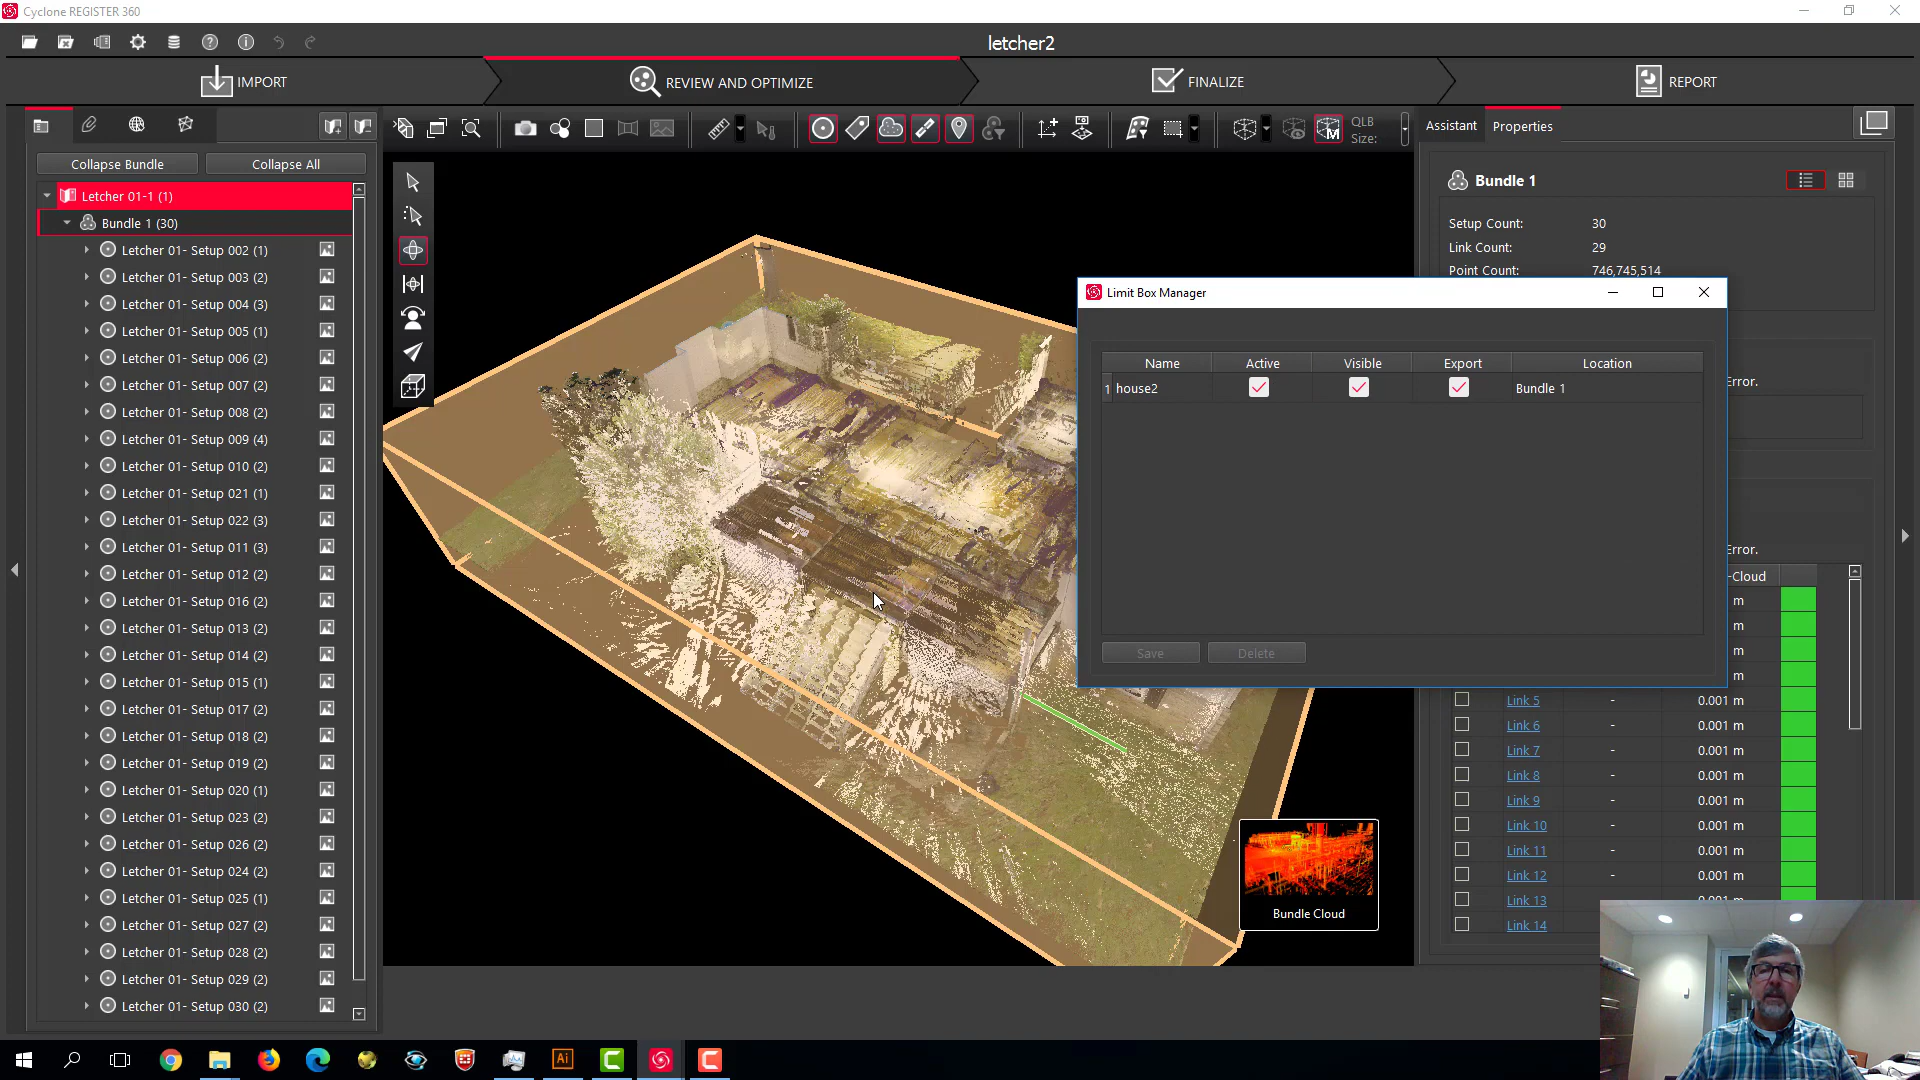 Cyclone REGISTER 360
letcher2
IMPORT
REVIEW AND OPTIMIZE
FINALIZE
REPORT
QLB
Size:
Assistant
Properties
Collapse Bundle
Collapse All
Letcher 01-1 (1)
Bundle 1 (30)
Letcher 01- Setup 002 (1)
Letcher 01- Setup 003 (2)
Letcher 01- Setup 004 (3)
Letcher 01- Setup 005 (1)
Letcher 01- Setup 006 (2)
Letcher 01- Setup 007 (2)
Letcher 01- Setup 008 (2)
Letcher 01- Setup 009 (4)
Letcher 01- Setup 010 (2)
Letcher 01- Setup 021 (1)
Letcher 01- Setup 022 (3)
Letcher 01- Setup 011 (3)
Letcher 01- Setup 012 (2)
Letcher 01- Setup 016 (2)
Letcher 01- Setup 013 (2)
Letcher 01- Setup 014 (2)
Letcher 01- Setup 015 (1)
Letcher 01- Setup 017 (2)
Letcher 01- Setup 018 (2)
Letcher 01- Setup 019 (2)
Letcher 01- Setup 020 (1)
Letcher 01- Setup 023 (2)
Letcher 01- Setup 026 (2)
Letcher 01- Setup 024 (2)
Letcher 01- Setup 025 (1)
Letcher 01- Setup 027 (2)
Letcher 01- Setup 028 (2)
Letcher 01- Setup 029 (2)
Letcher 01- Setup 030 (2)
Bundle 1
Setup Count: 30
Link Count: 29
Point Count: 746,745,514
Limit Box Manager
Name Active Visible Export Location
1 house2 Bundle 1
Save
Delete
Error.
Error.
-Cloud
m
m
m
m
Link 5 - 0.001 m
Link 6 - 0.001 m
Link 7 - 0.001 m
Link 8 - 0.001 m
Link 9 - 0.001 m
Link 10 - 0.001 m
Link 11 - 0.001 m
Link 12 - 0.001 m
Link 13
Link 14
Bundle Cloud
Ai